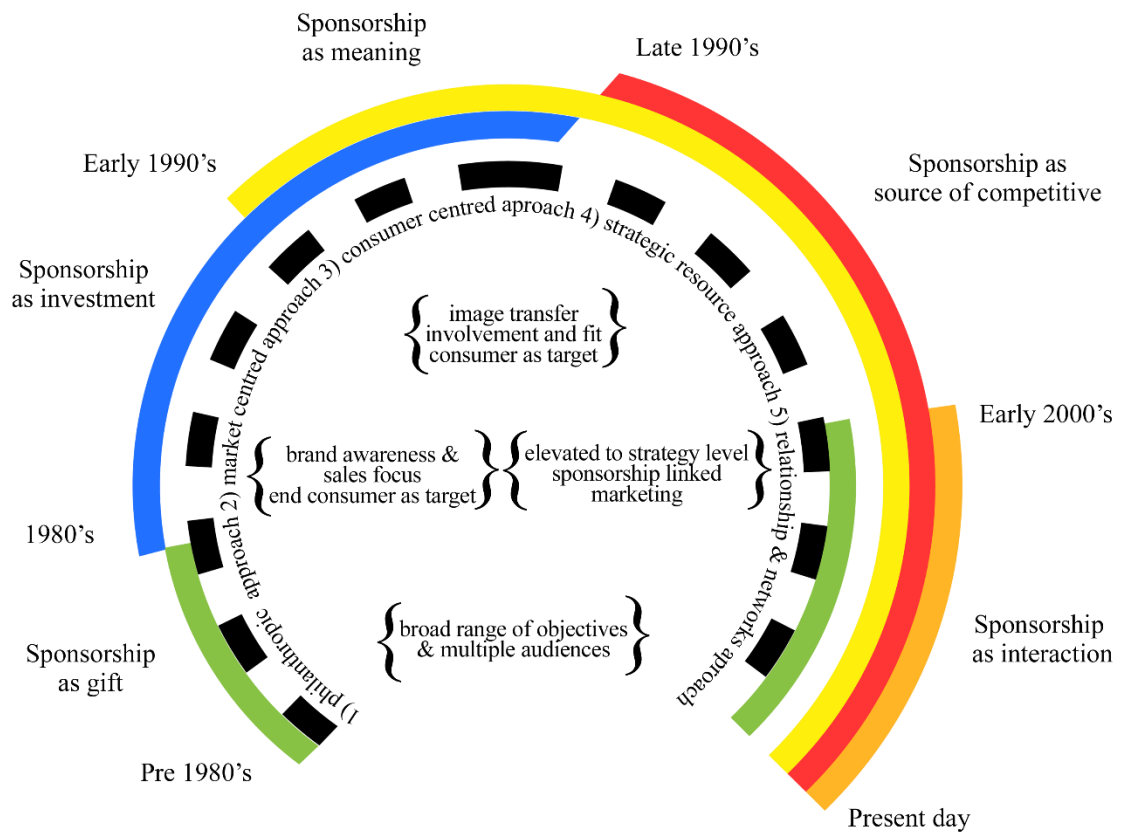 Sponsorship
as meaning
Late 1990’s
Early 1990’s
Sponsorship as
source of competitive
Sponsorship
as investment
1) philanthropic approach 2) market centred approach 3) consumer centred aproach 4) strategic resource approach 5) relationship & networks aproach
image transfer
involvement and fit
consumer as target
Early 2000’s
brand awareness &
sales focus
end consumer as target
elevated to strategy level
sponsorship linked
marketing
1980’s
broad range of objectives
& multiple audiences
Sponsorship
as interaction
Sponsorship
as gift
Pre 1980’s
Present day